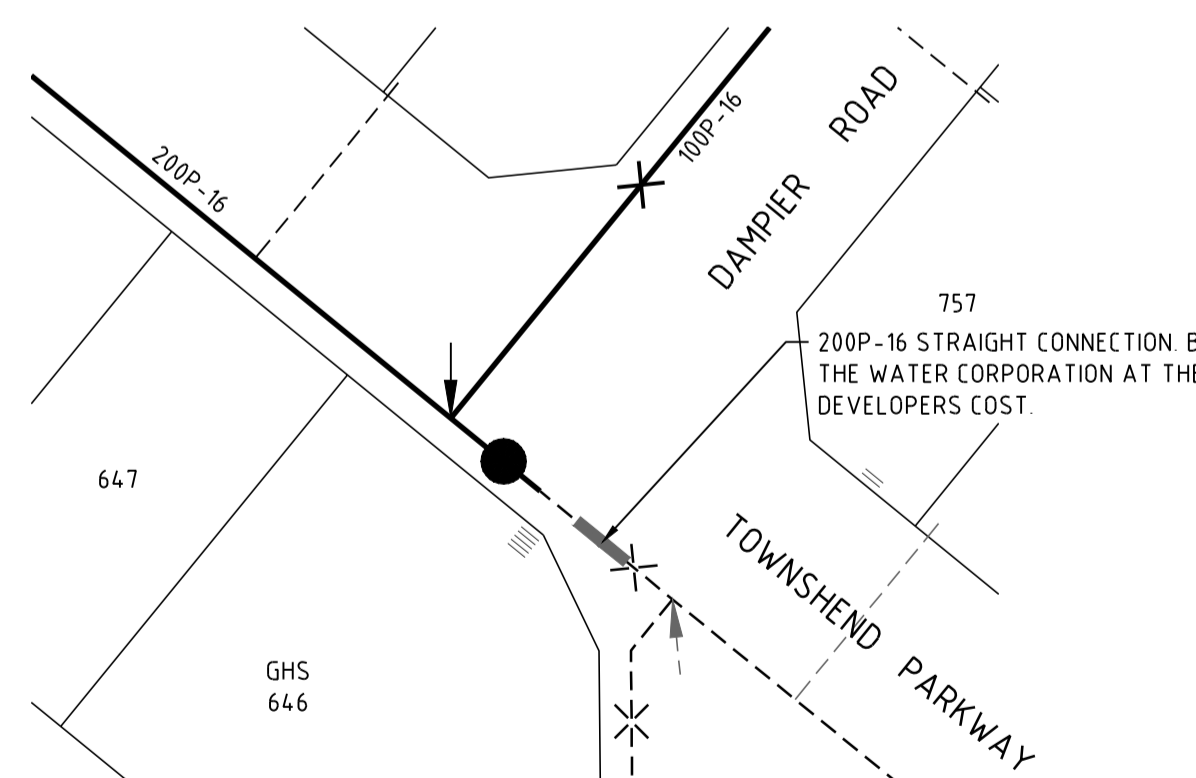 200P-16
100P-16
DAMPIER ROAD
757
200P-16 STRAIGHT CONNECTION. B
THE WATER CORPORATION AT THE
DEVELOPERS COST.
647
TOWNSHEND PARKWAY
GHS
646